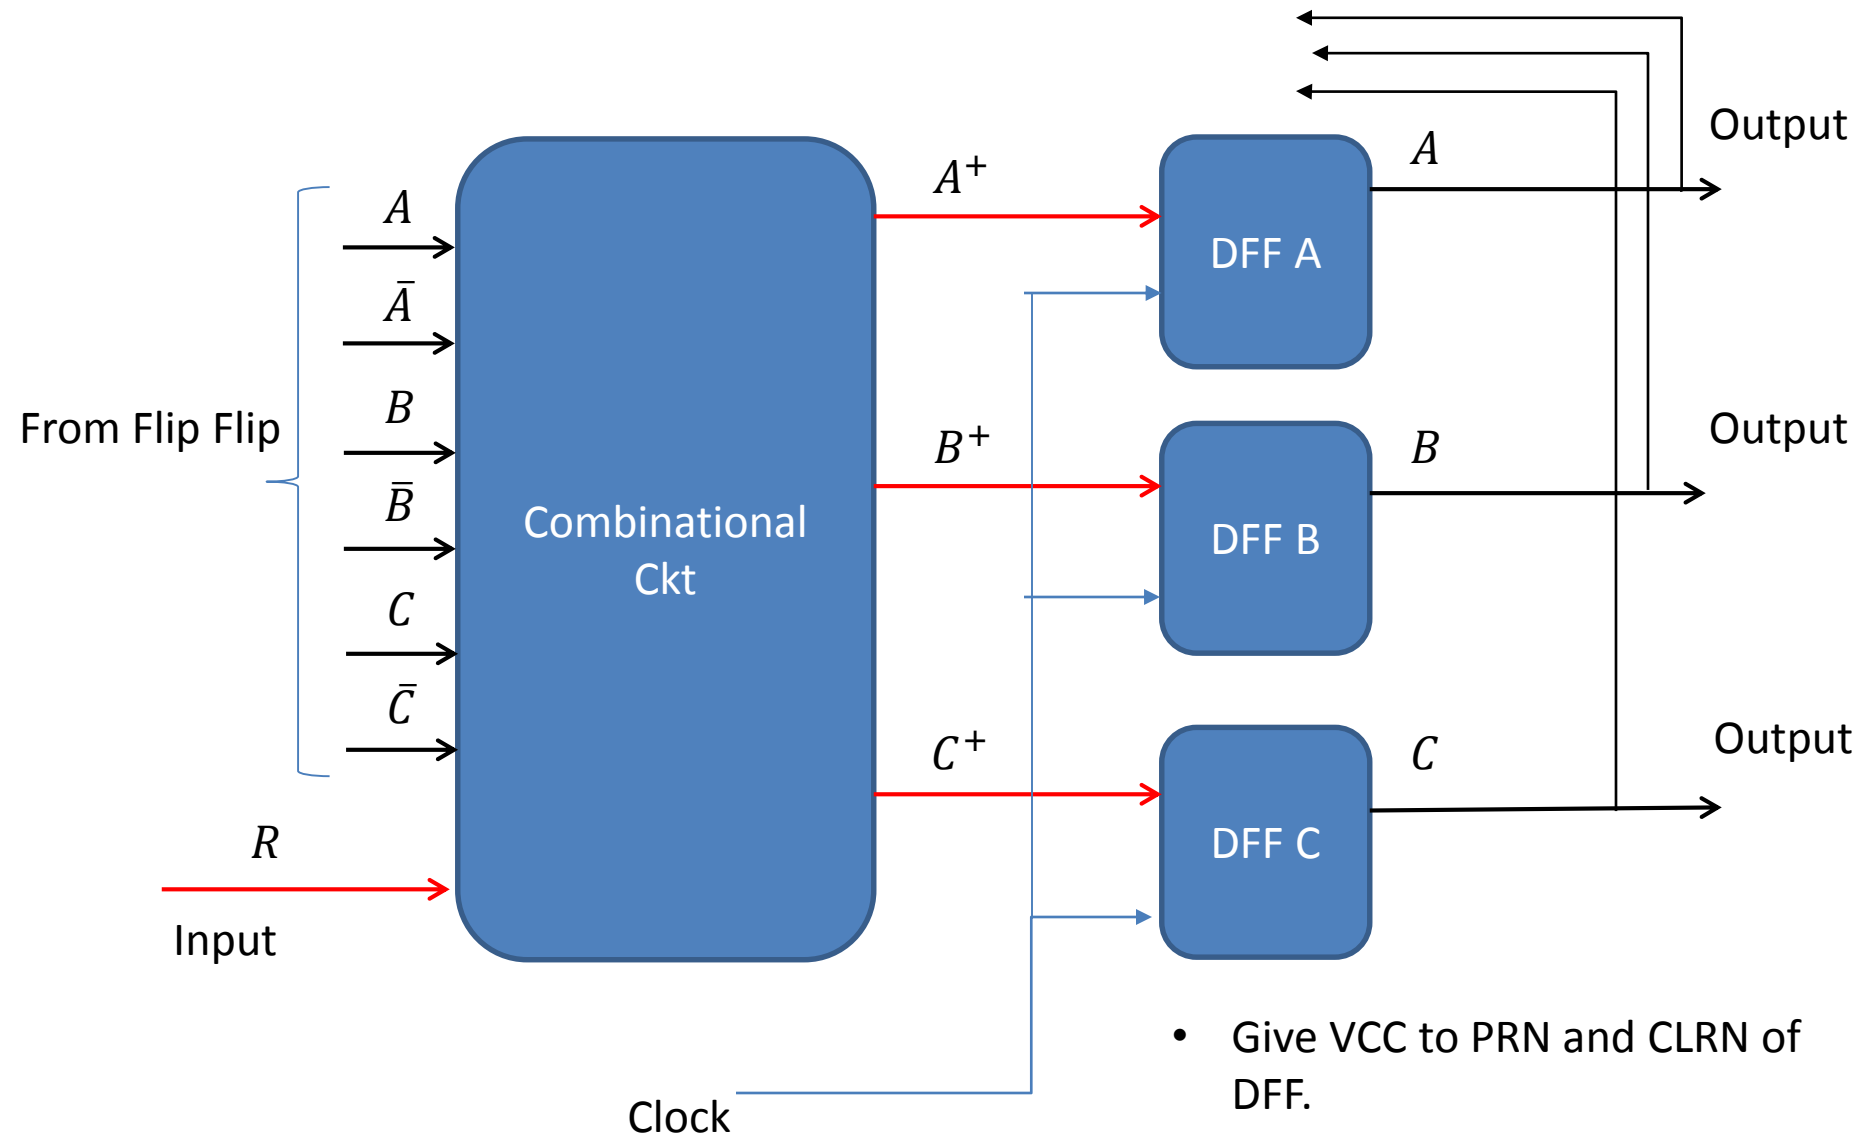 Output
A
A⁺
A
DFF A
Ā
B
From Flip Flip
Output
B⁺
B
B̄
Combinational
Ckt
DFF B
C
C̄
C⁺
C
Output
R
DFF C
Input
• Give VCC to PRN and CLRN of
DFF.
Clock